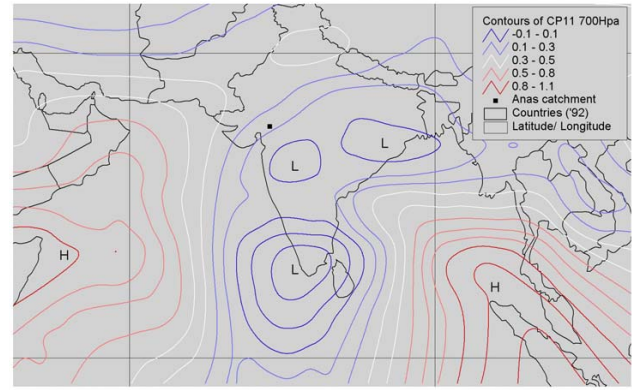 Contours of CP11 700Hpa
-0.1 - 0.1
0.1 - 0.3
0.3 - 0.5
0.5 - 0.8
0.8 - 1.1
Anas catchment
Countries ('92)
Latitude/ Longitude
L
L
H
L
H